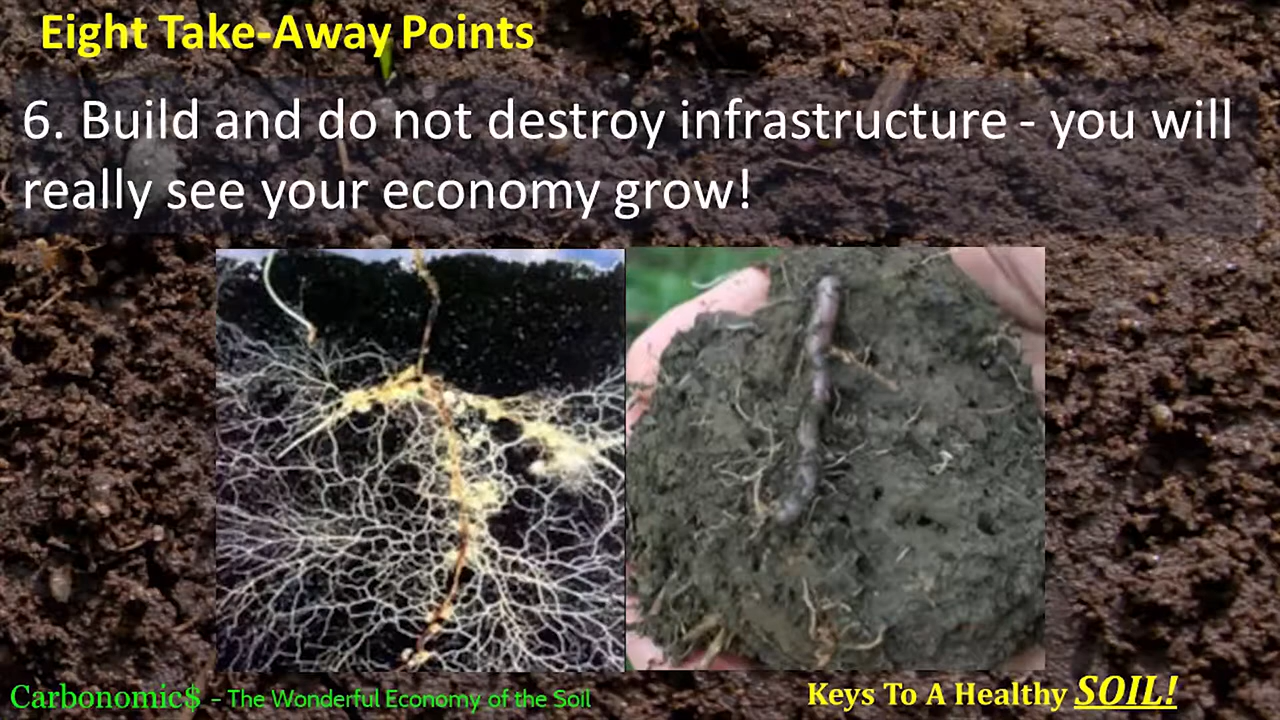 Eight Take-Away Points
6. Build and do not destroy infrastructure - you will
really see your economy grow!
Carbonomic$ – The Wonderful Economy of the Soil
Keys To A Healthy SOIL!